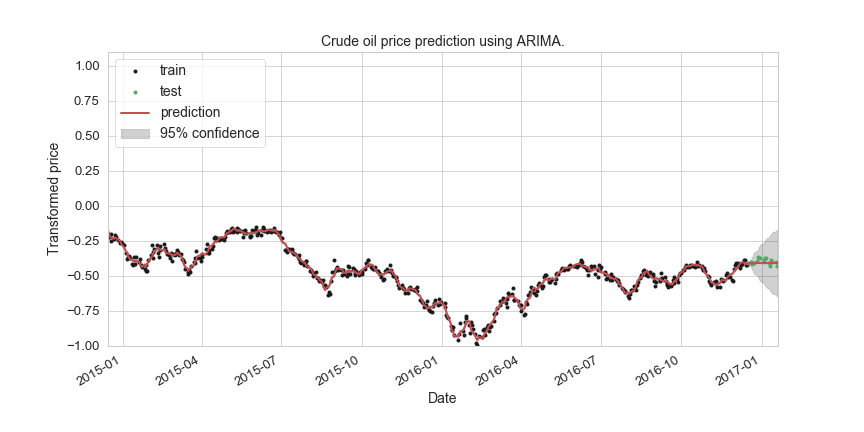 Crude oil price prediction using ARIMA.
train
test
prediction
95% confidence
Transformed price
1.00
0.75
0.50
0.25
0.00
−0.25
−0.50
−0.75
−1.00
2015-01
2015-04
2015-07
2015-10
2016-01
2016-04
2016-07
2016-10
2017-01
Date